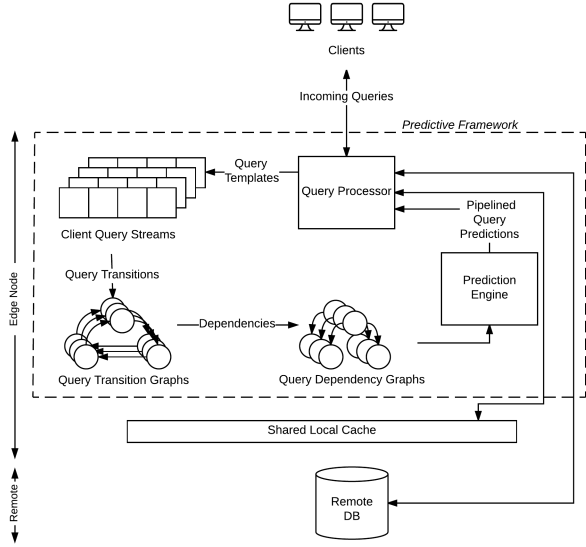 Clients
Incoming Queries
Predictive Framework
Query
Templates
Query Processor
Pipelined
Query
Predictions
Client Query Streams
Query Transitions
Prediction
Engine
Edge Node
Dependencies
Query Transition Graphs
Query Dependency Graphs
Shared Local Cache
Remote
Remote
DB